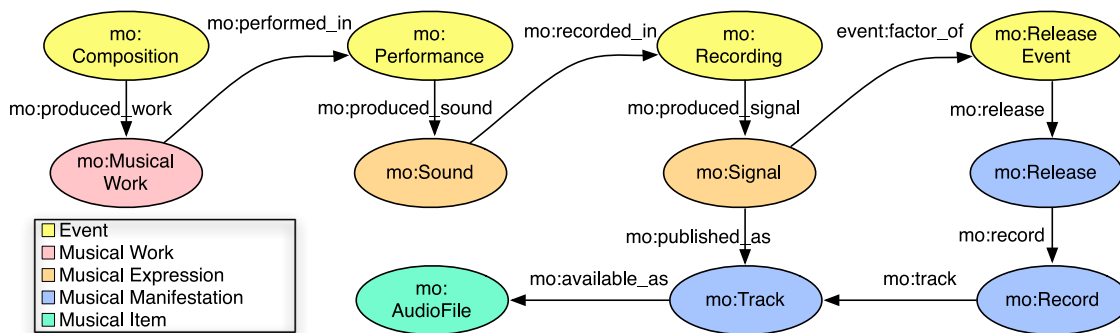 mo:
Composition
mo:performed_in
mo:
Performance
mo:recorded_in
mo:
Recording
event:factor_of
mo:Release
Event
mo:produced_work
mo:produced_sound
mo:produced_signal
mo:release
mo:Musical
Work
mo:Sound
mo:Signal
mo:Release
mo:published_as
mo:record
Event
Musical Work
Musical Expression
Musical Manifestation
Musical Item
mo:
AudioFile
mo:available_as
mo:Track
mo:track
mo:Record